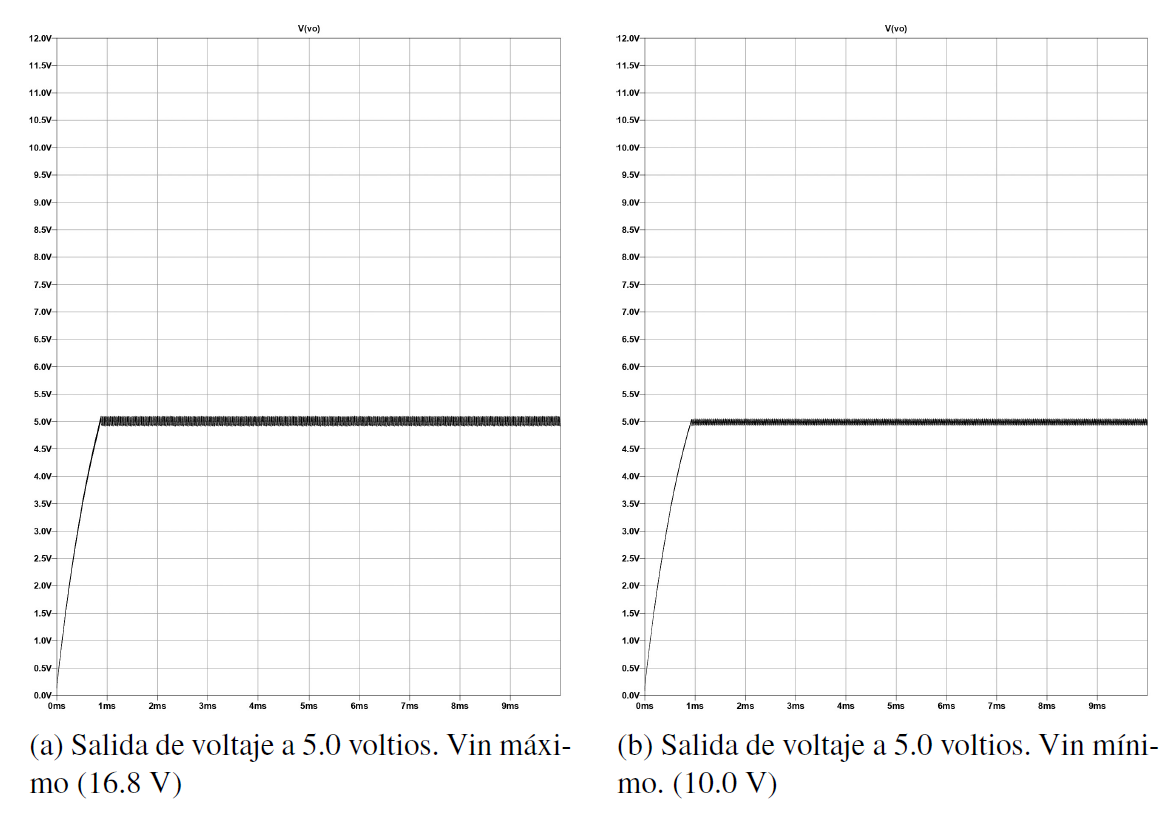 V(vo)
12.0V
11.5V
11.0V
10.5V
10.0V
9.5V
9.0V
8.5V
8.0V
7.5V
7.0V
6.5V
6.0V
5.5V
5.0V
4.5V
4.0V
3.5V
3.0V
2.5V
2.0V
1.5V
1.0V
0.5V
0.0V
0ms 1ms 2ms 3ms 4ms 5ms 6ms 7ms 8ms 9ms
(a) Salida de voltaje a 5.0 voltios. Vin máxi-
mo (16.8 V)
V(vo)
12.0V
11.5V
11.0V
10.5V
10.0V
9.5V
9.0V
8.5V
8.0V
7.5V
7.0V
6.5V
6.0V
5.5V
5.0V
4.5V
4.0V
3.5V
3.0V
2.5V
2.0V
1.5V
1.0V
0.5V
0.0V
0ms 1ms 2ms 3ms 4ms 5ms 6ms 7ms 8ms 9ms
(b) Salida de voltaje a 5.0 voltios. Vin míni-
mo. (10.0 V)